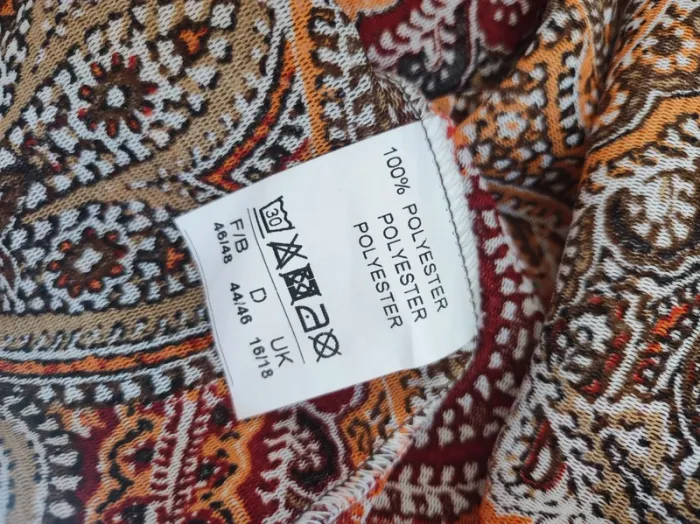 100% POLYESTER
POLYESTER
POLYESTER
30
F/B D UK
46/48 44/46 16/18